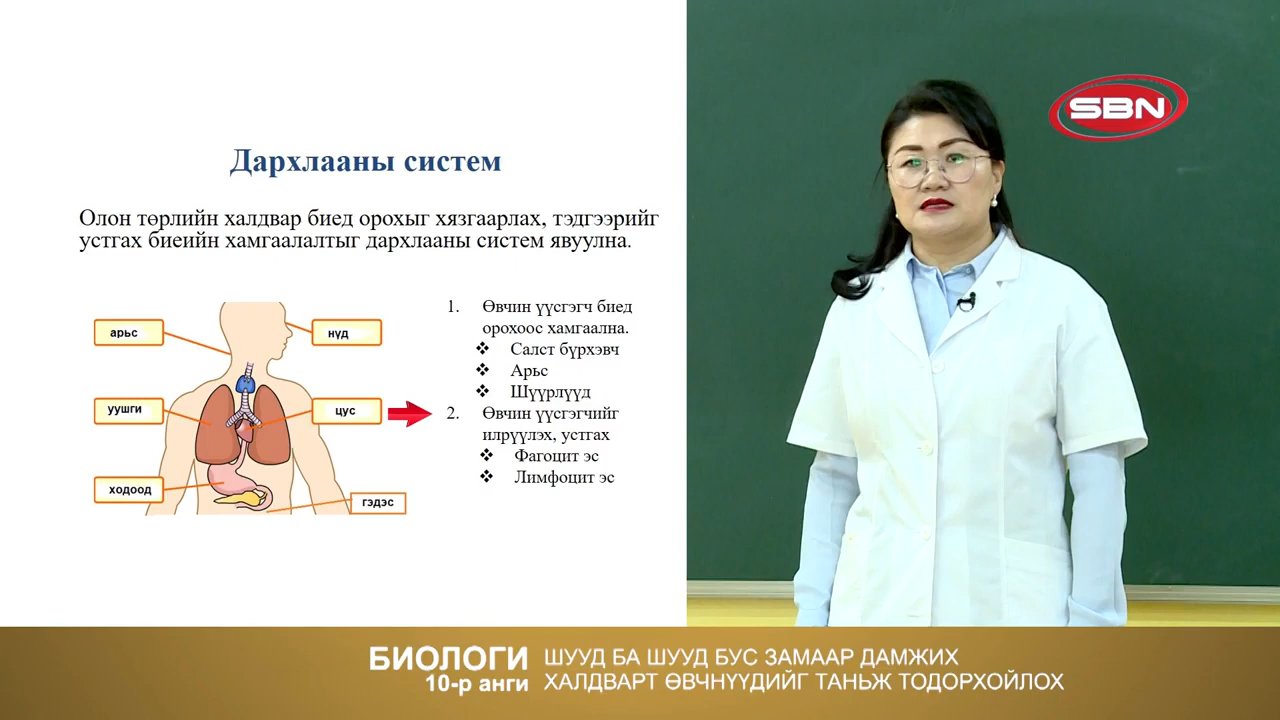 Дархлааны систем
Олон төрлийн халдвар биед орохыг хязгаарлах, тэдгээрийг
устгах биеийн хамгаалалтыг дархлааны систем явуулна.
арьс
нүд
уушги
цус
ходоод
гэдэс
1. Өвчин үүсгэгч биед
орохоос хамгаална.
❖ Салст бүрхэвч
❖ Арьс
❖ Шүүрлүүд
2. Өвчин үүсгэгчийг
илрүүлэх, устгах
❖ Фагоцит эс
❖ Лимфоцит эс
SBN
БИОЛОГИ
10-р анги
ШУУД БА ШУУД БУС ЗАМААР ДАМЖИХ
ХАЛДВАРТ ӨВЧНҮҮДИЙГ ТАНЬЖ ТОДОРХОЙЛОХ